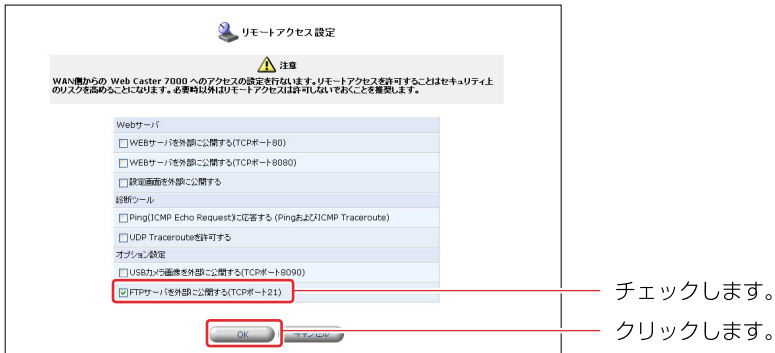 リモートアクセス設定
注意
WAN側からの Web Caster 7000 へのアクセスの設定を行ないます。リモートアクセスを許可することはセキュリティ上
のリスクを高めることになります。必要時以外はリモートアクセスは許可しないでおくことを推奨します。
Webサーバ
WEBサーバを外部に公開する(TCPポート80)
WEBサーバを外部に公開する(TCPポート8080)
設定画面を外部に公開する
診断ツール
Ping(ICMP Echo Request)に応答する (PingおよびICMP Traceroute)
UDP Tracerouteを許可する
オプション設定
USBカメラ画像を外部に公開する(TCPポート8090)
FTPサーバを外部に公開する(TCPポート21)
チェックします。
OK キャンセル
クリックします。